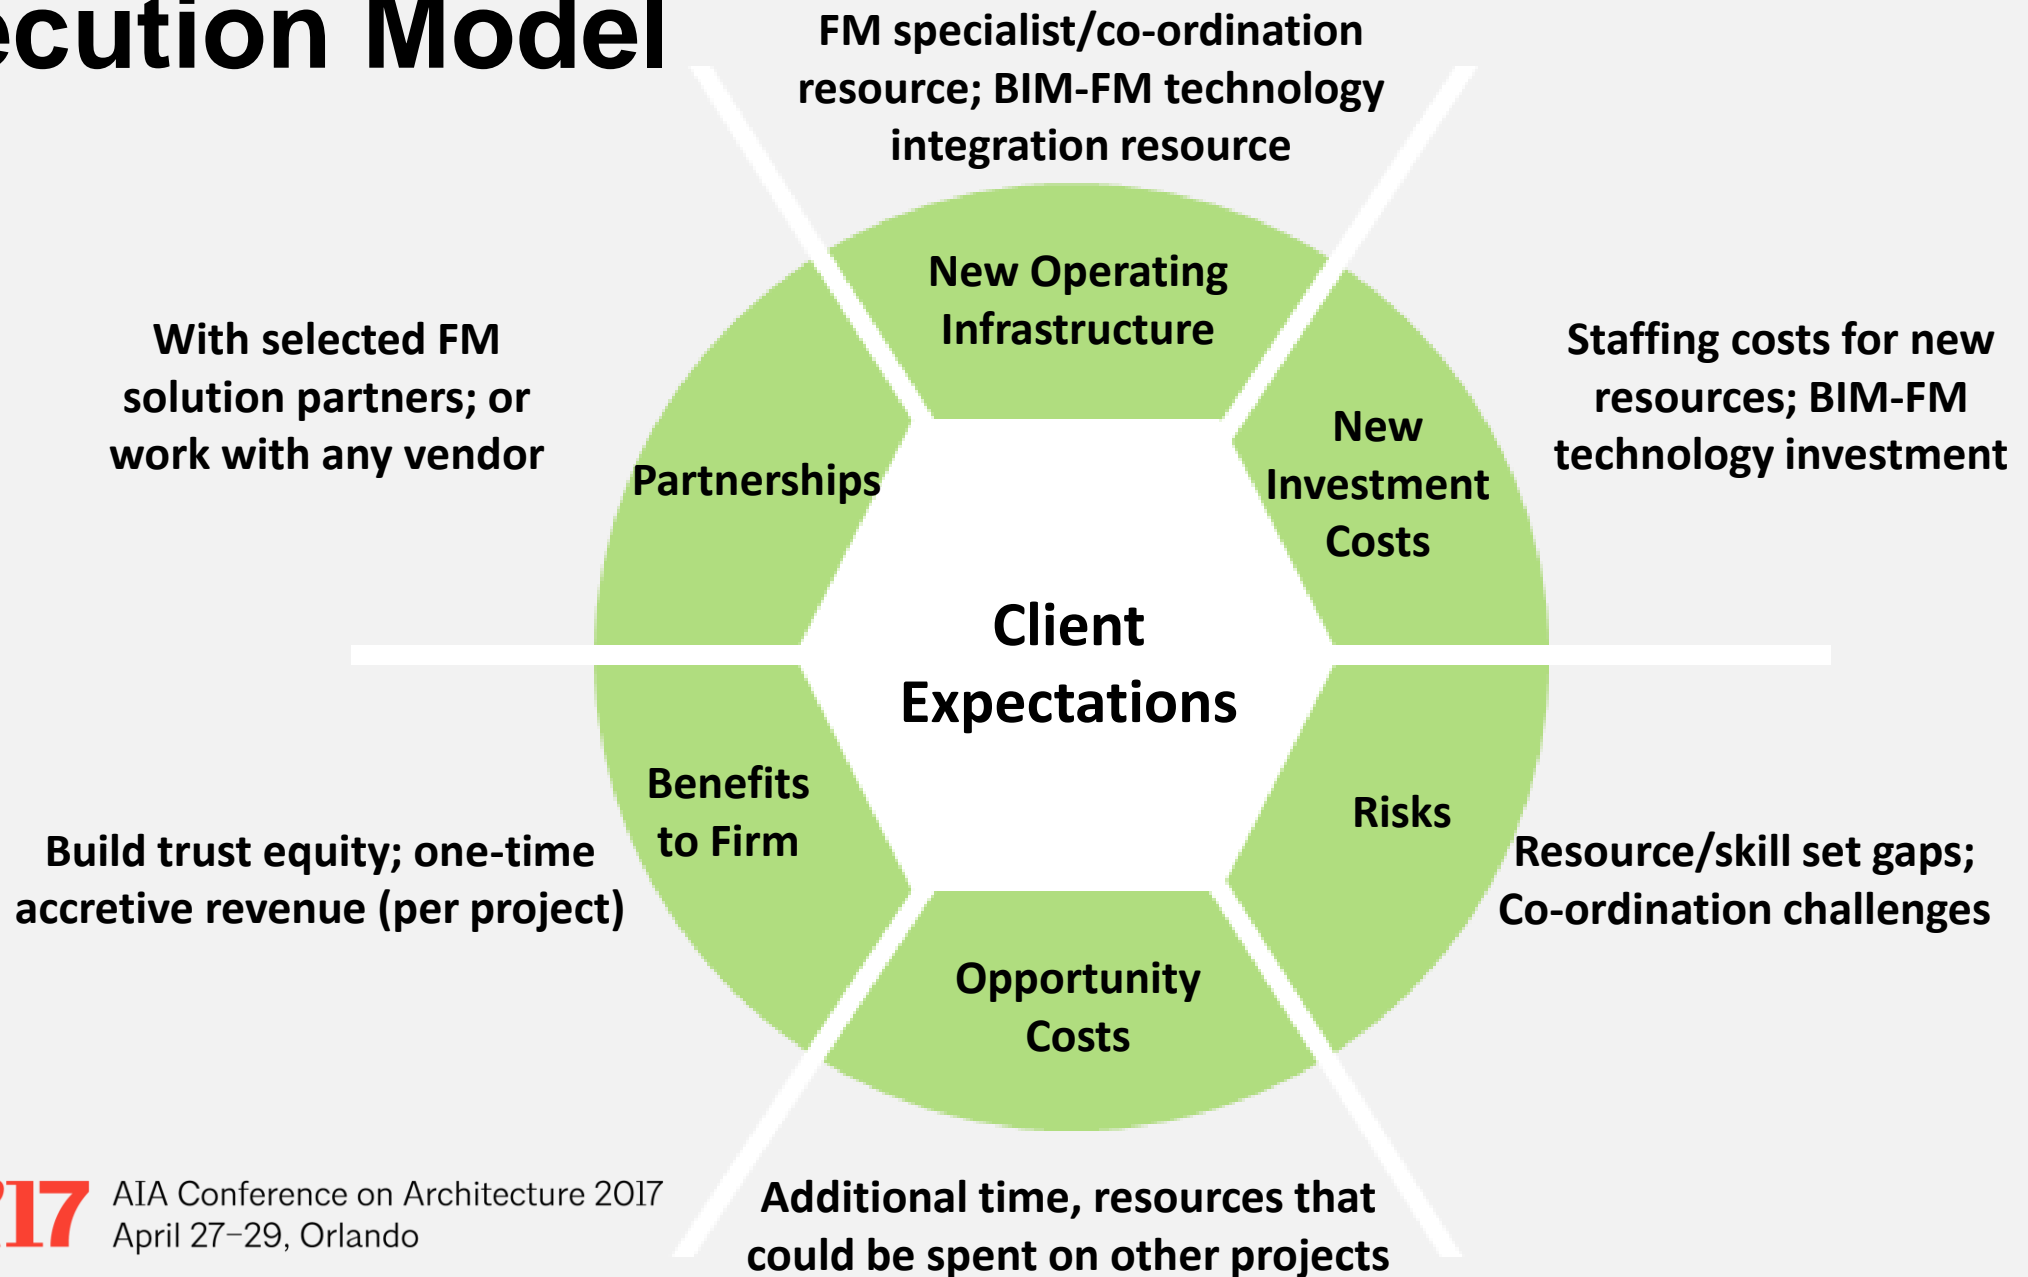 ecution Model
FM specialist/co-ordination
resource; BIM-FM technology
integration resource
New Operating
Infrastructure
With selected FM
solution partners; or
work with any vendor
Partnerships
New
Investment
Costs
Staffing costs for new
resources; BIM-FM
technology investment
Client
Expectations
Benefits
to Firm
Build trust equity; one-time
accretive revenue (per project)
Risks
Resource/skill set gaps;
Co-ordination challenges
Opportunity
Costs
Additional time, resources that
could be spent on other projects
'17
AIA Conference on Architecture 2017
April 27–29, Orlando